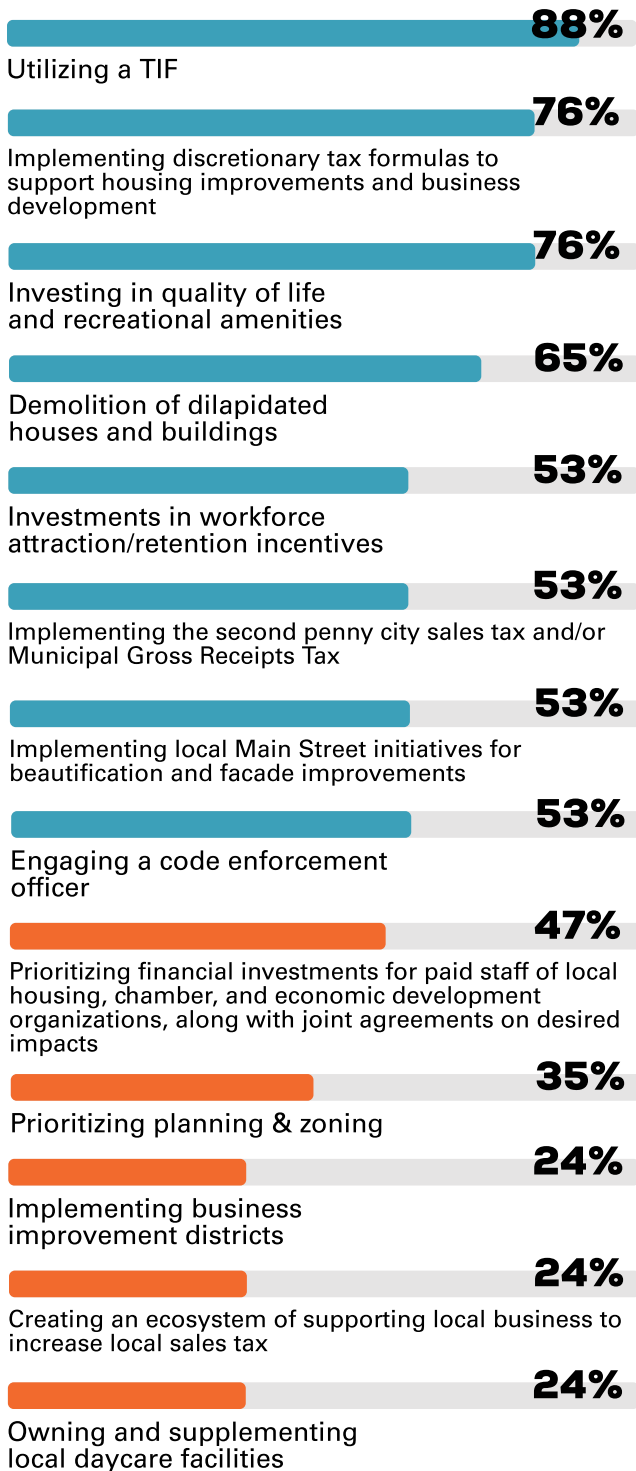 88%
Utilizing a TIF
76%
Implementing discretionary tax formulas to
support housing improvements and business
development
76%
Investing in quality of life
and recreational amenities
65%
Demolition of dilapidated
houses and buildings
53%
Investments in workforce
attraction/retention incentives
53%
Implementing the second penny city sales tax and/or
Municipal Gross Receipts Tax
53%
Implementing local Main Street initiatives for
beautification and facade improvements
53%
Engaging a code enforcement
officer
47%
Prioritizing financial investments for paid staff of local
housing, chamber, and economic development
organizations, along with joint agreements on desired
impacts
35%
Prioritizing planning & zoning
24%
Implementing business
improvement districts
24%
Creating an ecosystem of supporting local business to
increase local sales tax
24%
Owning and supplementing
local daycare facilities